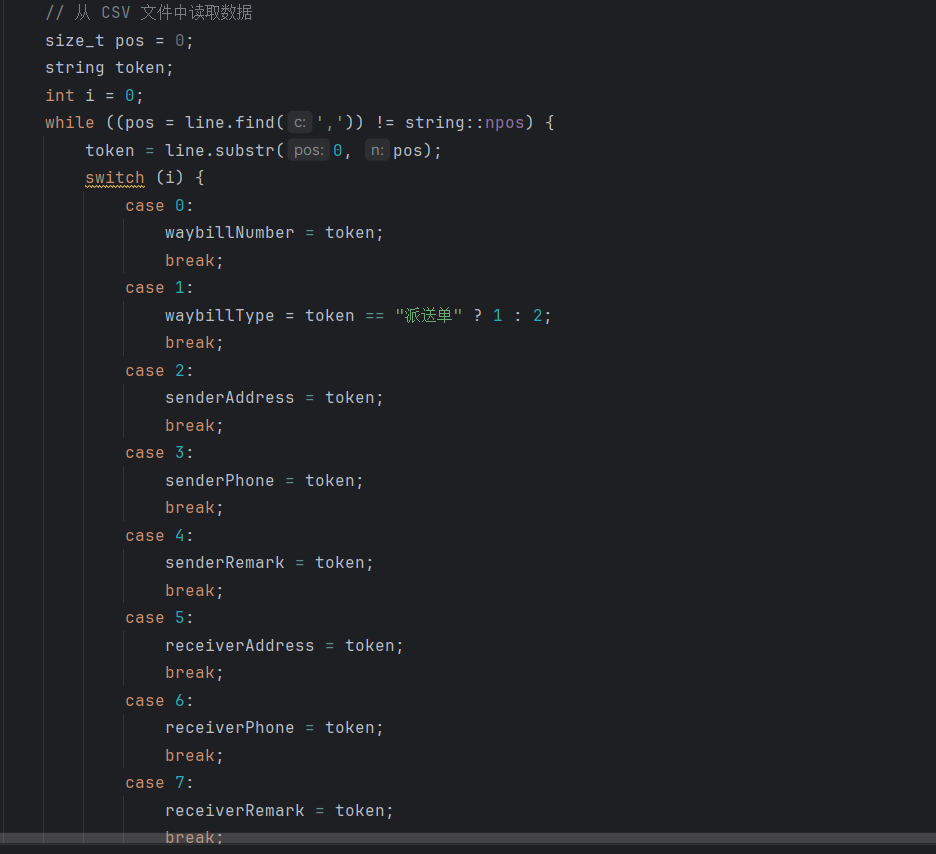 // 从 CSV 文件中读取数据
size_t pos = 0;
string token;
int i = 0;
while ((pos = line.find( c: ',')) != string::npos) {
token = line.substr( pos: 0, n: pos);
switch (i) {
case 0:
waybillNumber = token;
break;
case 1:
waybillType = token == "派送单" ? 1 : 2;
break;
case 2:
senderAddress = token;
break;
case 3:
senderPhone = token;
break;
case 4:
senderRemark = token;
break;
case 5:
receiverAddress = token;
break;
case 6:
receiverPhone = token;
break;
case 7:
receiverRemark = token;
break;